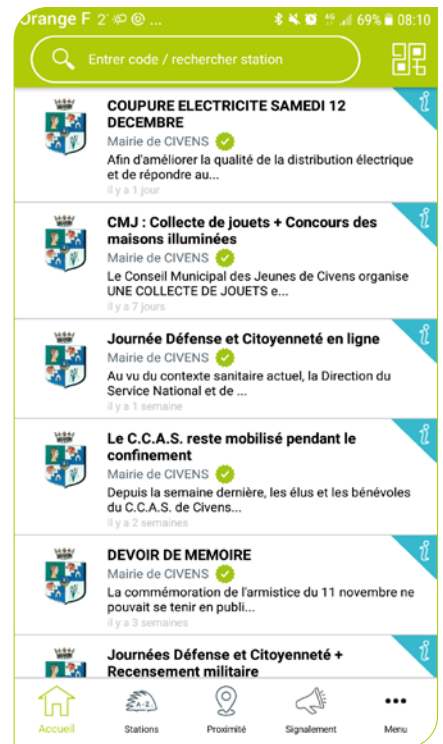 Orange F 2 ... 69% 08:10
Entrer code / rechercher station
COUPURE ELECTRICITE SAMEDI 12
DECEMBRE
Mairie de CIVENS
Afin d'améliorer la qualité de la distribution électrique
et de répondre au...
il y a 1 jour
CMJ : Collecte de jouets + Concours des
maisons illuminées
Mairie de CIVENS
Le Conseil Municipal des Jeunes de Civens organise
UNE COLLECTE DE JOUETS e...
il y a 7 jours
Journée Défense et Citoyenneté en ligne
Mairie de CIVENS
Au vu du contexte sanitaire actuel, la Direction du
Service National et de ...
il y a 1 semaine
Le C.C.A.S. reste mobilisé pendant le
confinement
Mairie de CIVENS
Depuis la semaine dernière, les élus et les bénévoles
du C.C.A.S. de Civens...
il y a 2 semaines
DEVOIR DE MEMOIRE
Mairie de CIVENS
La commémoration de l'armistice du 11 novembre ne
pouvait se tenir en publi...
il y a 3 semaines
Journées Défense et Citoyenneté +
Recensement militaire
A-Z
Accueil Stations Proximité Signalement Menu